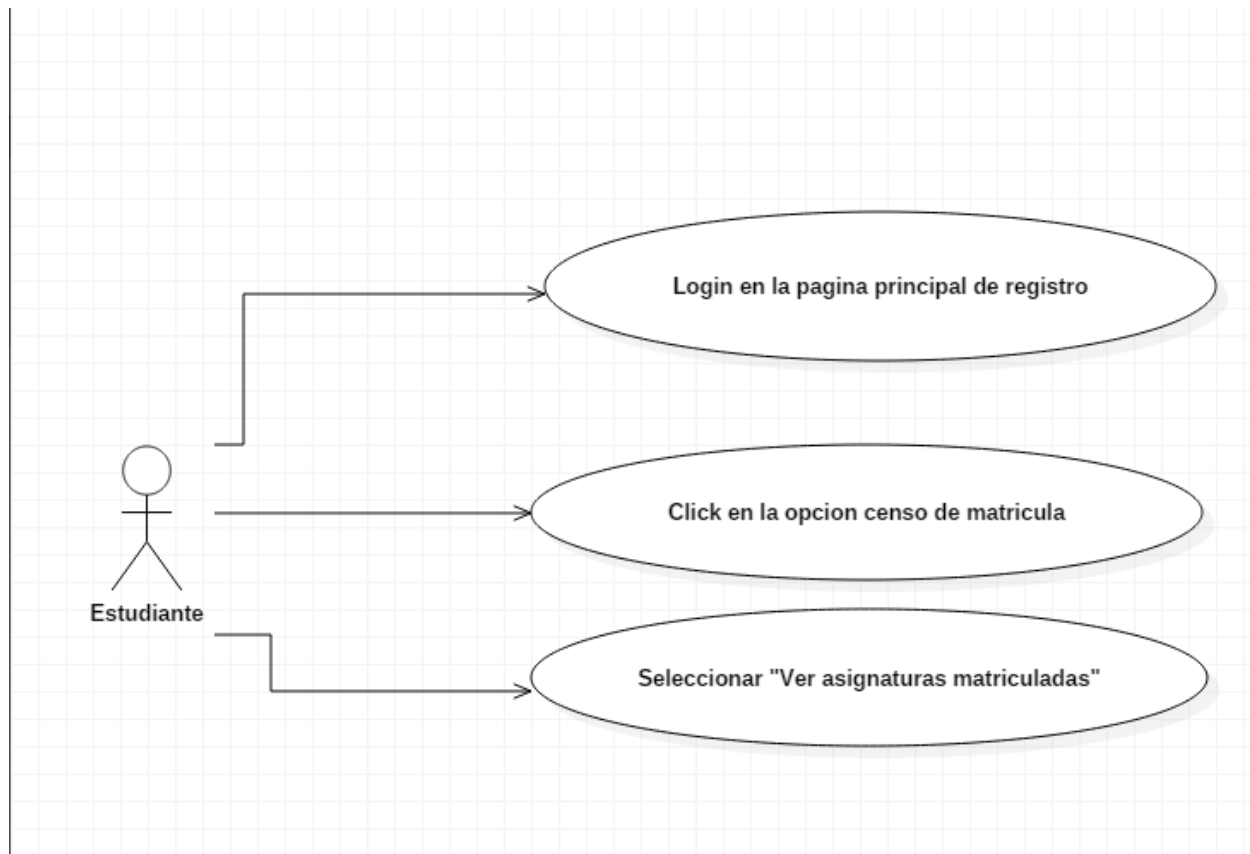 Login en la pagina principal de registro
Click en la opcion censo de matricula
Estudiante
Seleccionar "Ver asignaturas matriculadas"